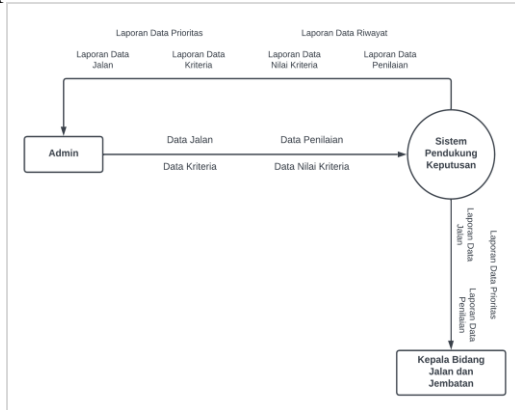 Laporan Data Prioritas
Laporan Data Riwayat
Laporan Data
Jalan
Laporan Data
Kriteria
Laporan Data
Nilai Kriteria
Laporan Data
Penilaian
Admin
Data Jalan
Data Penilaian
Data Kriteria
Data Nilai Kriteria
Sistem
Pendukung
Keputusan
Laporan Data
Jalan
Laporan Data Prioritas
Laporan Data
Penilaian
Kepala Bidang
Jalan dan
Jembatan